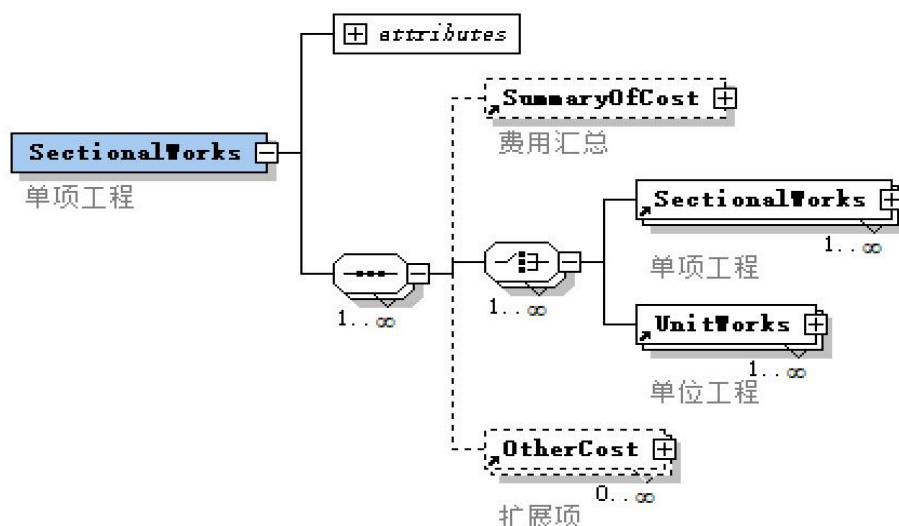 attributes
SummaryOfCost
费用汇总
SectionalWorks
单项工程
SectionalWorks
1..∞
单项工程
1..∞
1..∞
UnitWorks
1..∞
单位工程
OtherCost
0..∞
扩展项